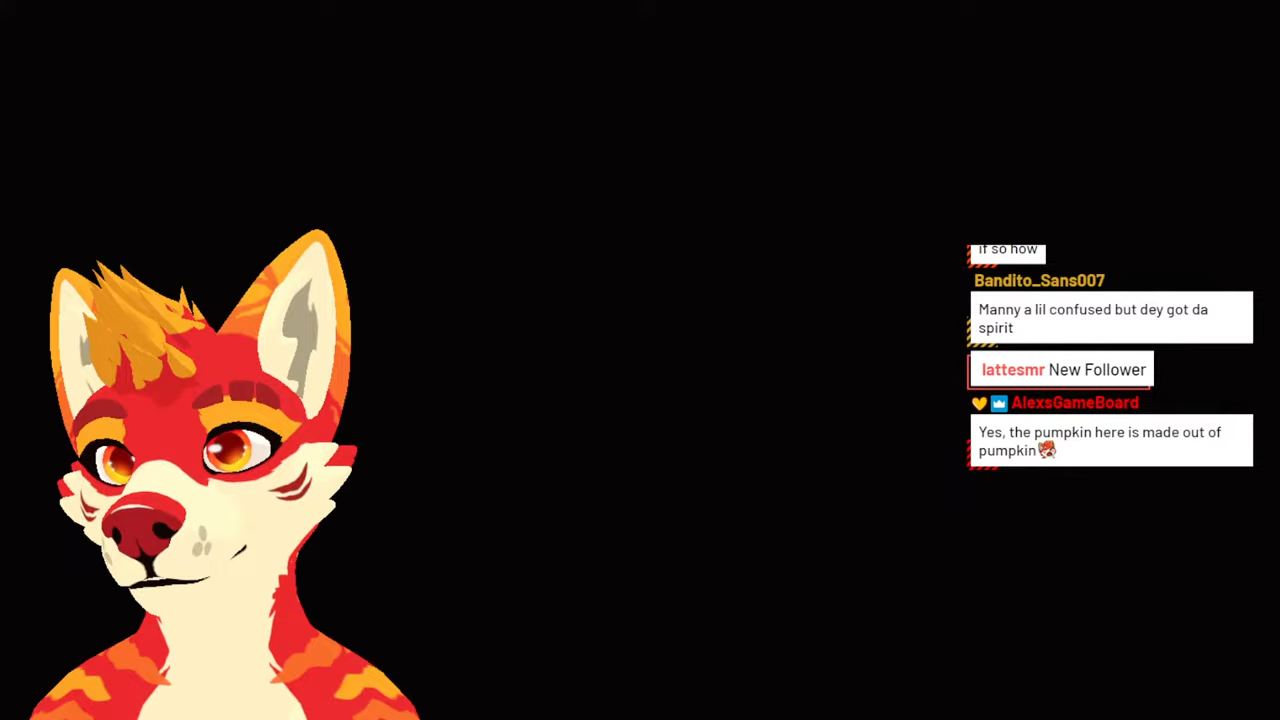 If so how
Bandito_Sans007
Manny a lil confused but dey got da
spirit
lattesmr New Follower
AlexsGameBoard
Yes, the pumpkin here is made out of
pumpkin